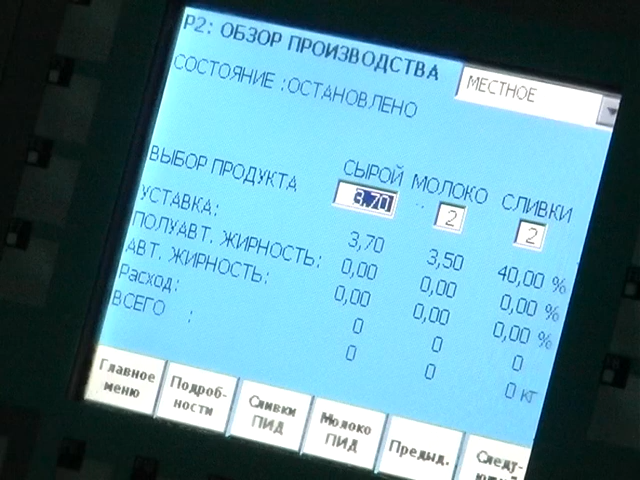 P2: ОБЗОР ПРОИЗВОДСТВА
МЕСТНОЕ
СОСТОЯНИЕ :ОСТАНОВЛЕНО
СЫРОЙ МОЛОКО СЛИВКИ
ВЫБОР ПРОДУКТА 3.70 2 2
УСТАВКА: 3,70 3,50 40,00 %
ПОЛУАВТ. ЖИРНОСТЬ: 0,00 0,00 0,00 %
АВТ. ЖИРНОСТЬ: 0,00 0,00 0,00 %
Расход: 0 0 0
ВСЕГО : 0 0 0 кг
Главное меню
Подроб-ности
Сливки ПИД
Молоко ПИД
Предыд.
Следу-